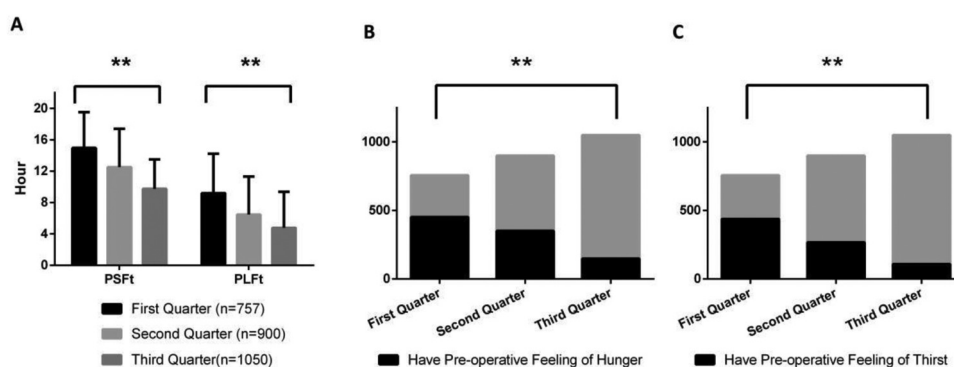 A
**
**
20
16
12
8
4
0
Hour
PSFt
PLFt
First Quarter (n=757)
Second Quarter (n=900)
Third Quarter(n=1050)
B
**
1000
500
0
First Quarter
Second Quarter
Third Quarter
Have Pre-operative Feeling of Hunger
C
**
1000
500
0
First Quarter
Second Quarter
Third Quarter
Have Pre-operative Feeling of Thirst